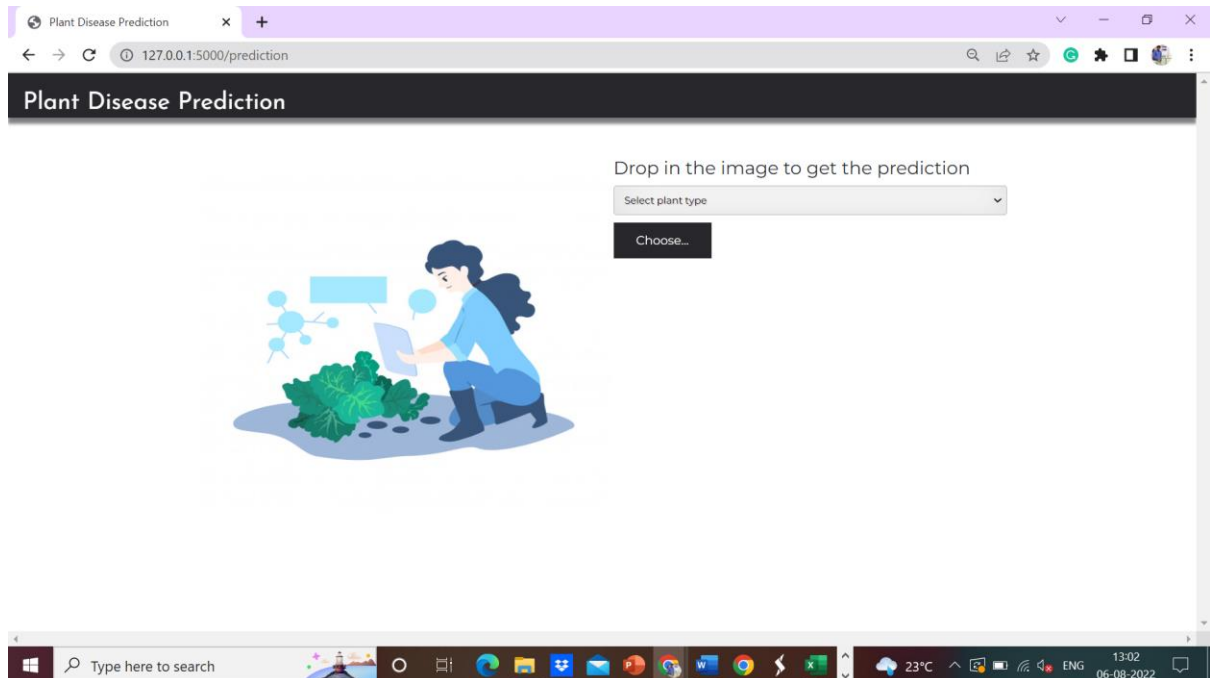 Plant Disease Prediction
127.0.0.1:5000/prediction
Plant Disease Prediction
Drop in the image to get the prediction
Select plant type
Choose...
Type here to search
23°C
ENG
13:02
06-08-2022